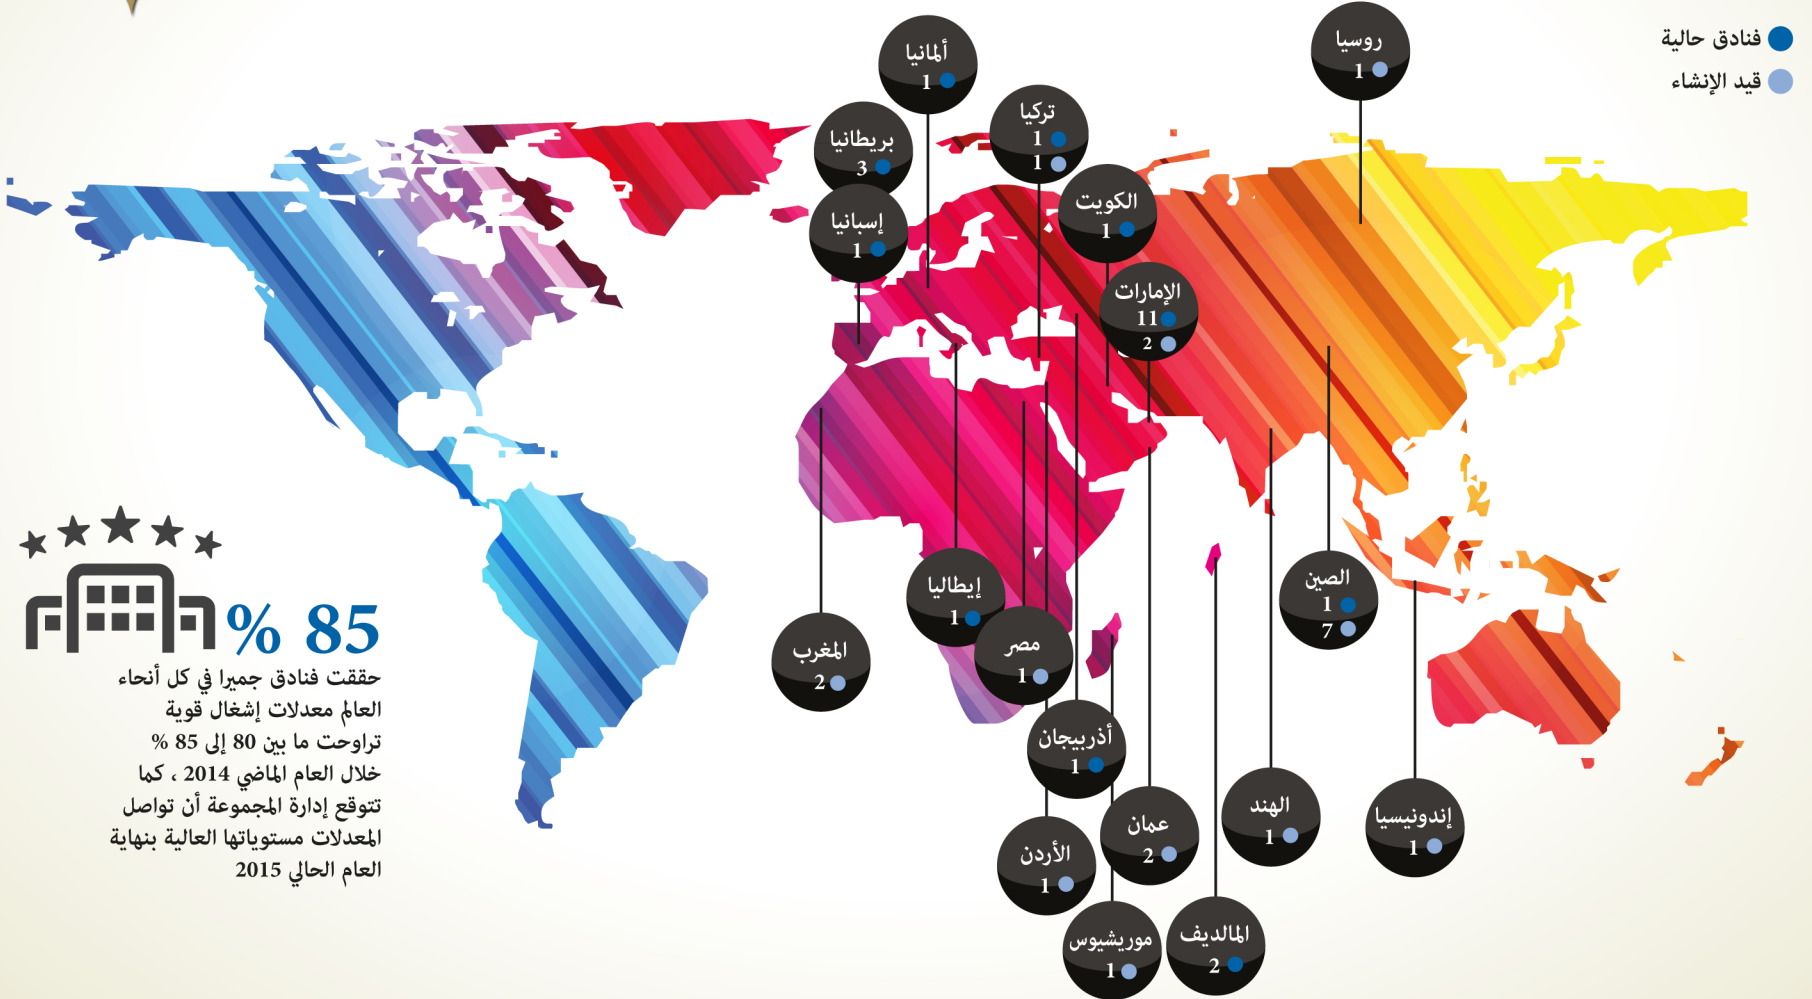 فنادق حالية
قيد الإنشاء
روسيا
1
ألمانيا
1
تركيا
1
1
بريطانيا
3
الكويت
1
إسبانيا
1
الإمارات
11
2
الصين
1
7
إيطاليا
1
مصر
1
المغرب
2
أذربيجان
1
الهند
1
إندونيسيا
1
عمان
2
الأردن
1
المالديف
2
موريشيوس
1
% 85
حققت فنادق جميرا في كل أنحاء
العالم معدلات إشغال قوية
تراوحت ما بين 80 إلى 85 %
خلال العام الماضي 2014 ، كما
تتوقع إدارة المجموعة أن تواصل
المعدلات مستوياتها العالية بنهاية
العام الحالي 2015